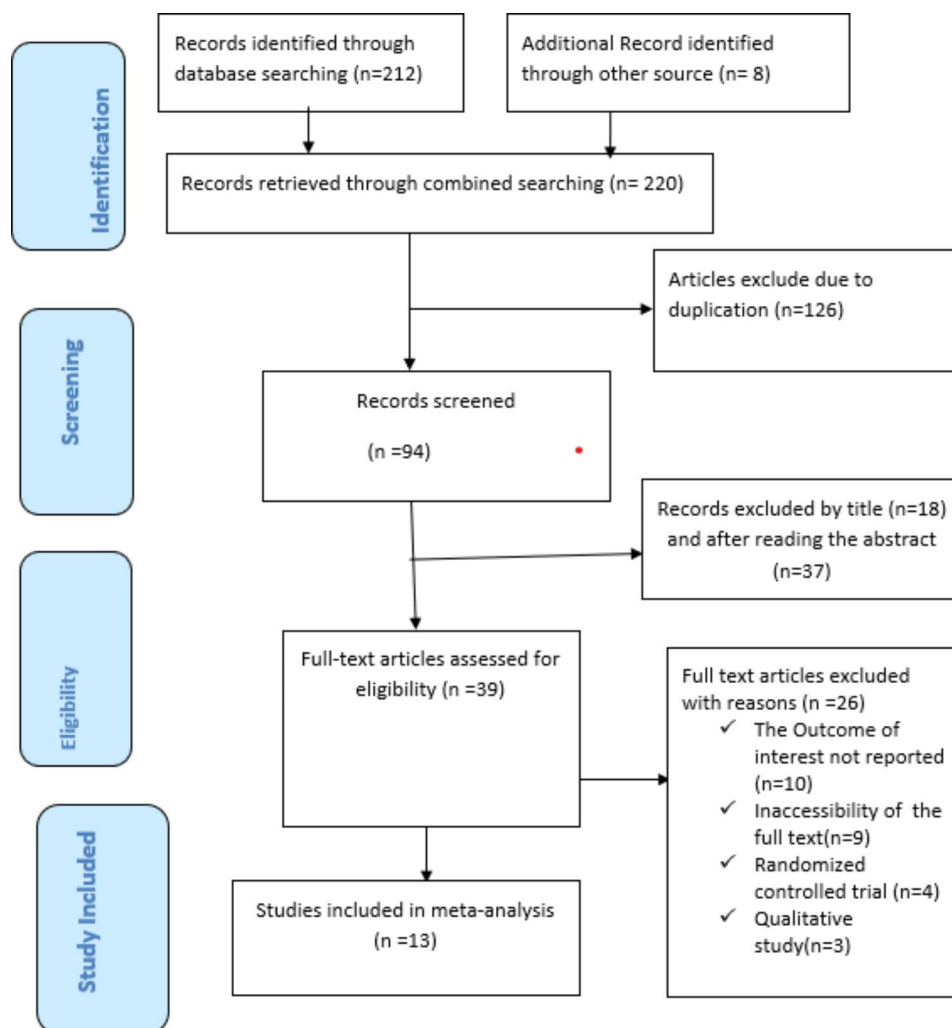 Identification
Records identified through
database searching (n=212)
Additional Record identified
through other source (n= 8)
Records retrieved through combined searching (n= 220)
Articles exclude due to
duplication (n=126)
Screening
Records screened
(n =94)
Records excluded by title (n=18)
and after reading the abstract
(n=37)
Eligibility
Full-text articles assessed for
eligibility (n =39)
Full text articles excluded
with reasons (n =26)
✓ The Outcome of
interest not reported
(n=10)
✓ Inaccessibility of the
full text(n=9)
✓ Randomized
controlled trial (n=4)
✓ Qualitative
study(n=3)
Study Included
Studies included in meta-analysis
(n =13)